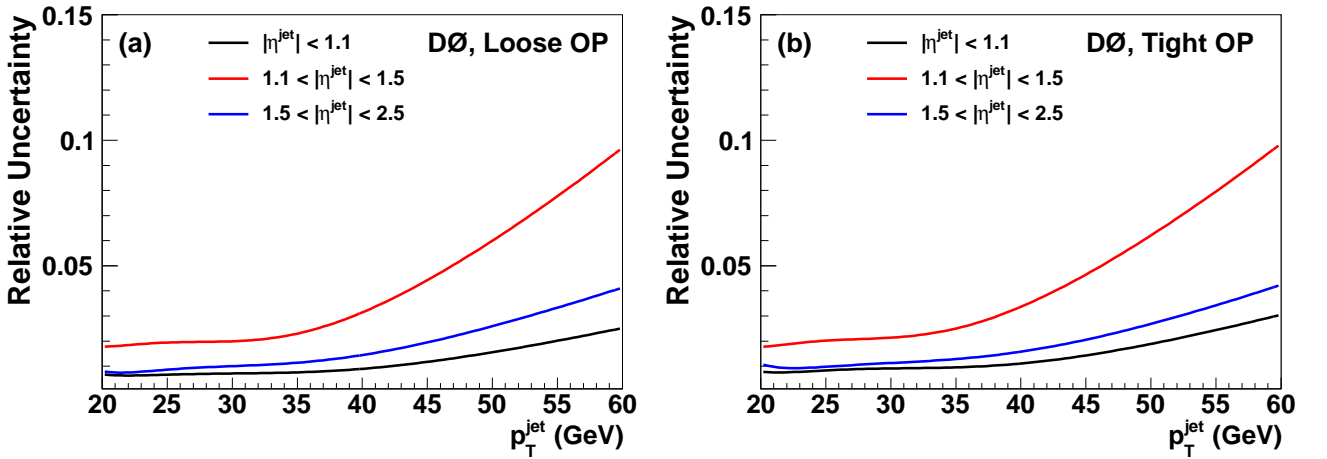 Relative Uncertainty
0.15
0.1
0.05
(a)
|η^jet| < 1.1
1.1 < |η^jet| < 1.5
1.5 < |η^jet| < 2.5
DØ, Loose OP
20 25 30 35 40 45 50 55 60
p_T^jet (GeV)
Relative Uncertainty
0.15
0.1
0.05
(b)
|η^jet| < 1.1
1.1 < |η^jet| < 1.5
1.5 < |η^jet| < 2.5
DØ, Tight OP
20 25 30 35 40 45 50 55 60
p_T^jet (GeV)